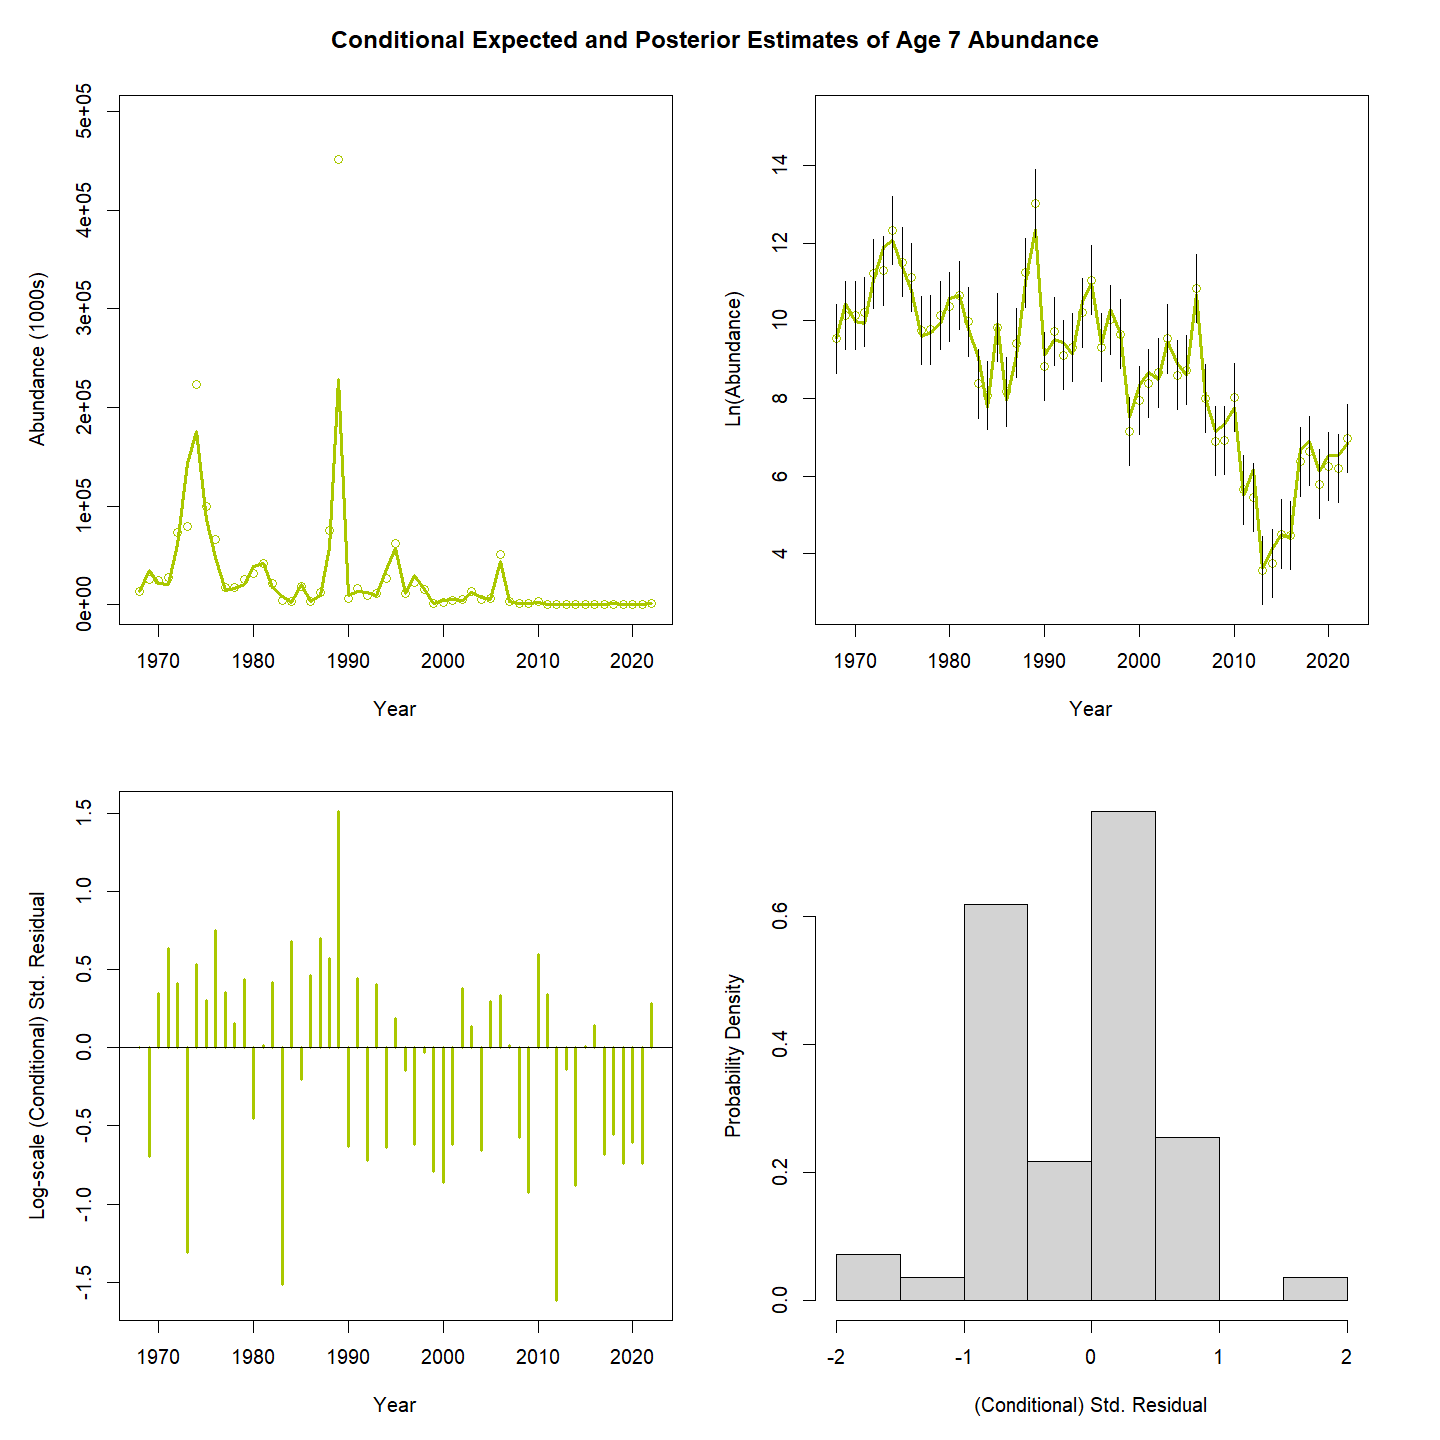 Conditional Expected and Posterior Estimates of Age 7 Abundance
Abundance (1000s)
5e+05
4e+05
3e+05
2e+05
1e+05
0e+00
1970 1980 1990 2000 2010 2020
Year
Ln(Abundance)
14
12
10
8
6
4
1970 1980 1990 2000 2010 2020
Year
Log-scale (Conditional) Std. Residual
1.5
1.0
0.5
0.0
-0.5
-1.0
-1.5
1970 1980 1990 2000 2010 2020
Year
Probability Density
0.6
0.4
0.2
0.0
-2 -1 0 1 2
(Conditional) Std. Residual